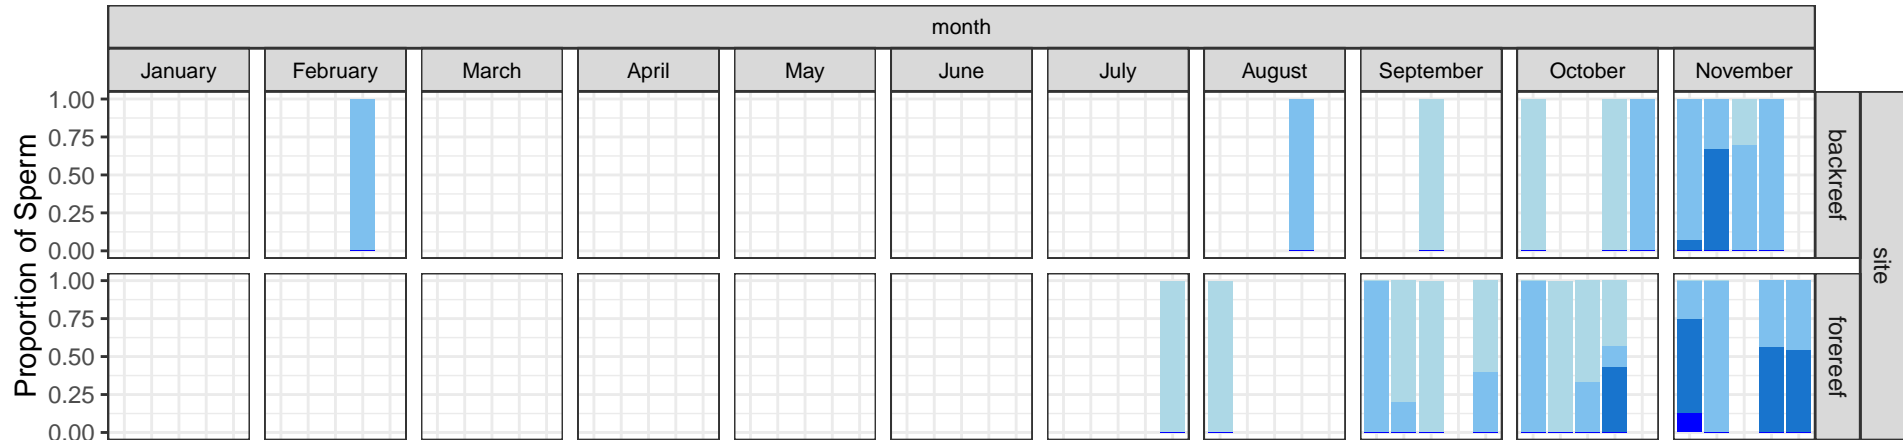 month
January February March April May June July August September October November
Proportion of Sperm
1.00
0.75
0.50
0.25
0.00
backreef
site
1.00
0.75
0.50
0.25
0.00
forereef